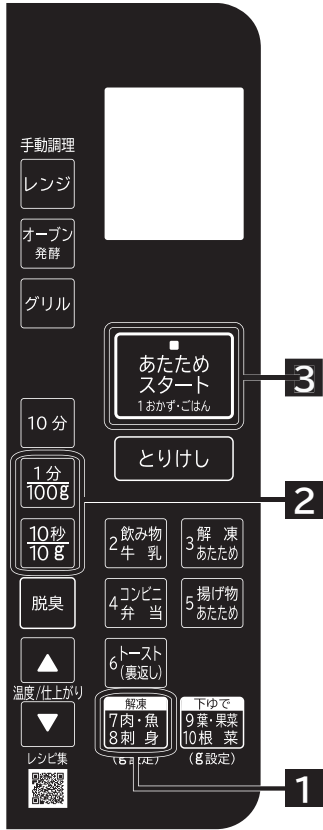 手動調理
レンジ
オーブン
発酵
グリル
あたため
スタート
1おかず・ごはん
3
10分
とりけし
1分
100g
2
10秒
10g
2飲み物
牛乳
3解凍
あたため
脱臭
4コンビニ
弁当
5揚げ物
あたため
6トースト
(裏返し)
温度/仕上がり
解凍
7肉・魚
8刺身
(g設定)
下ゆで
9葉・果菜
10根菜
(g設定)
1
レシピ集